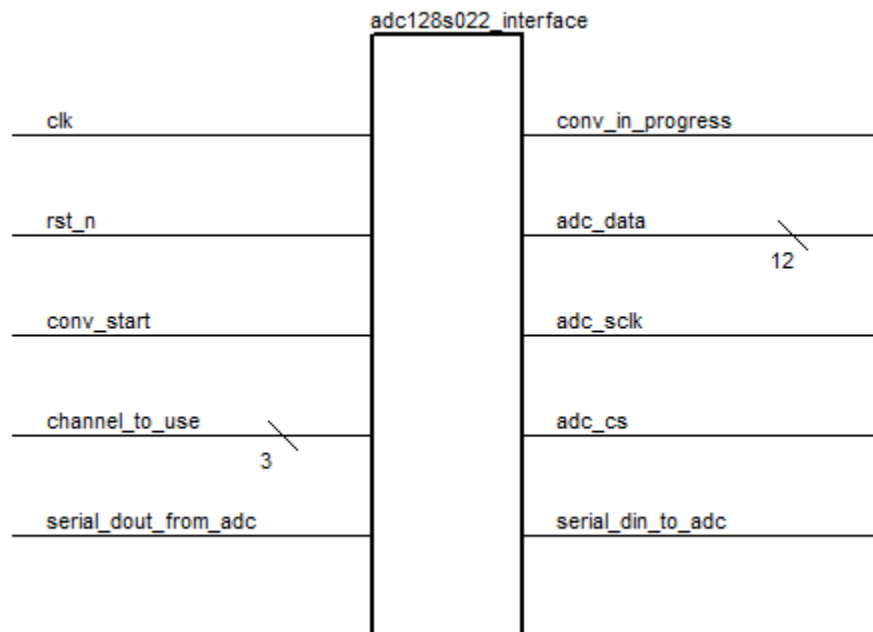 adc128s022_interface
clk
conv_in_progress
rst_n
adc_data
12
conv_start
adc_sclk
channel_to_use
3
adc_cs
serial_dout_from_adc
serial_din_to_adc